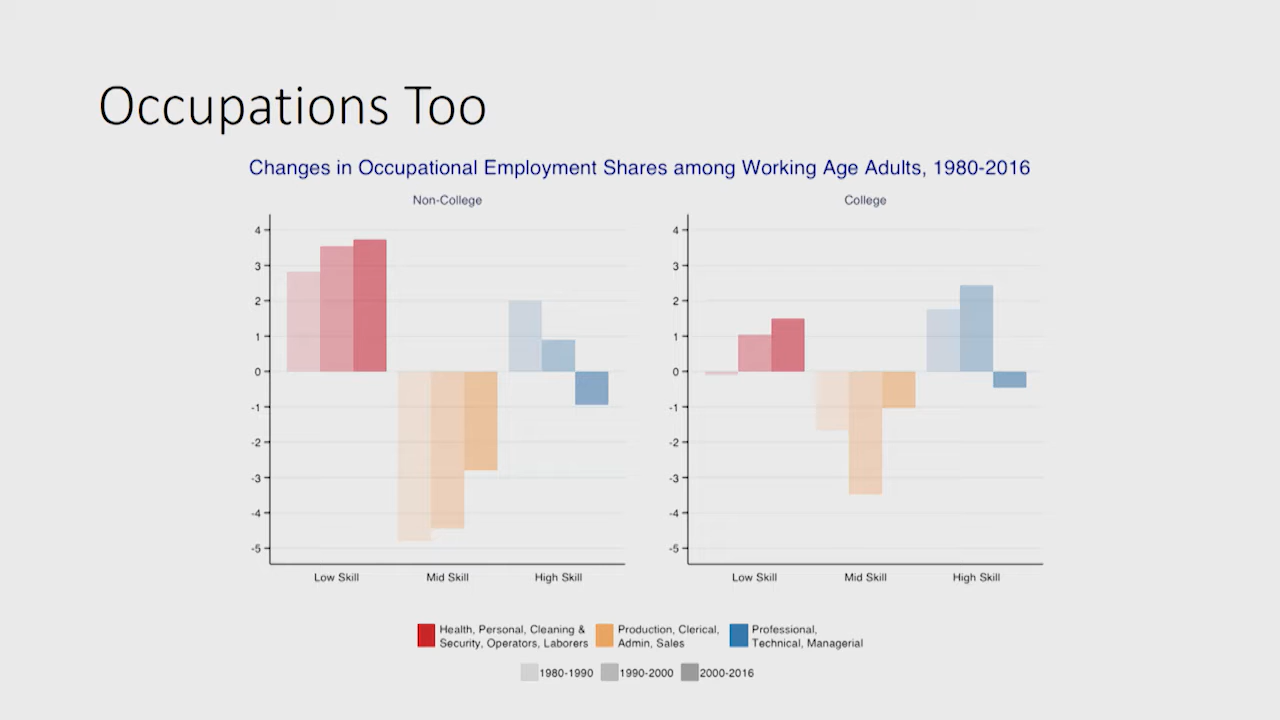 Occupations Too
Changes in Occupational Employment Shares among Working Age Adults, 1980-2016
Non-College
College
4
3
2
1
0
-1
-2
-3
-4
-5
Low Skill
Mid Skill
High Skill
4
3
2
1
0
-1
-2
-3
-4
-5
Low Skill
Mid Skill
High Skill
Health, Personal, Cleaning &
Security, Operators, Laborers
Production, Clerical,
Admin, Sales
Professional,
Technical, Managerial
1980-1990
1990-2000
2000-2016